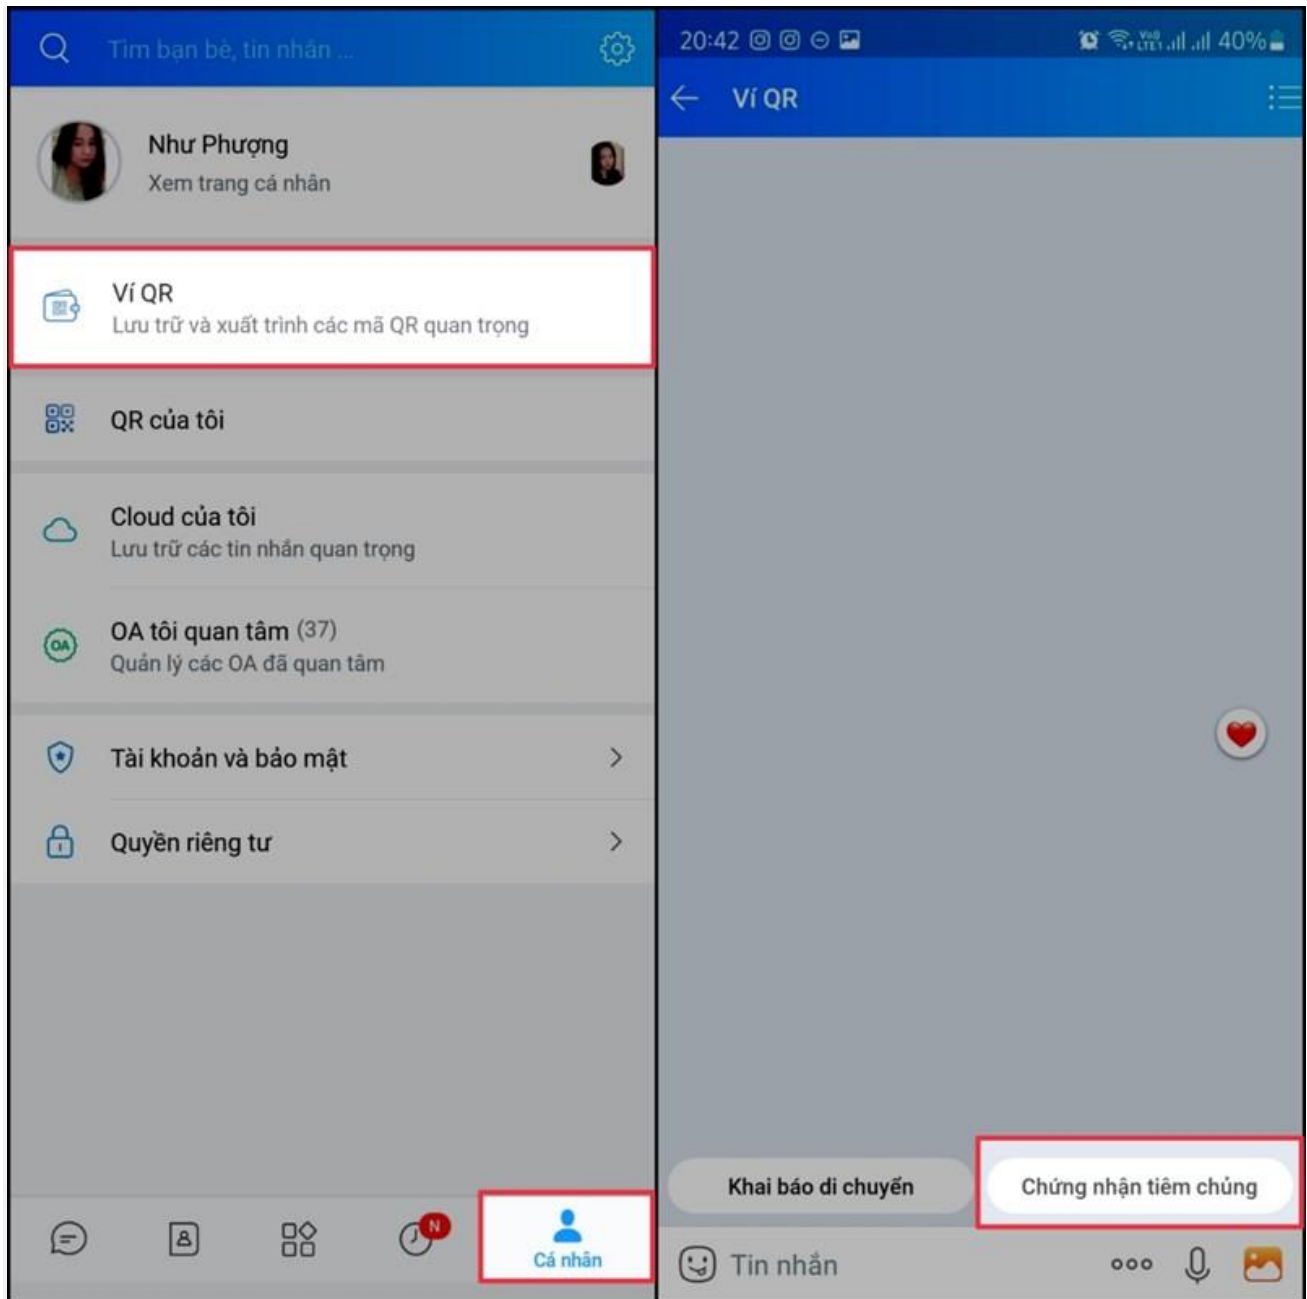 Tìm bạn bè, tin nhắn ...
Như Phượng
Xem trang cá nhân
Ví QR
Lưu trữ và xuất trình các mã QR quan trọng
QR của tôi
Cloud của tôi
Lưu trữ các tin nhắn quan trọng
OA
OA tôi quan tâm (37)
Quản lý các OA đã quan tâm
Tài khoản và bảo mật
Quyền riêng tư
N
Cá nhân
20:42
40%
Ví QR
Khai báo di chuyển
Chứng nhận tiêm chủng
Tin nhắn